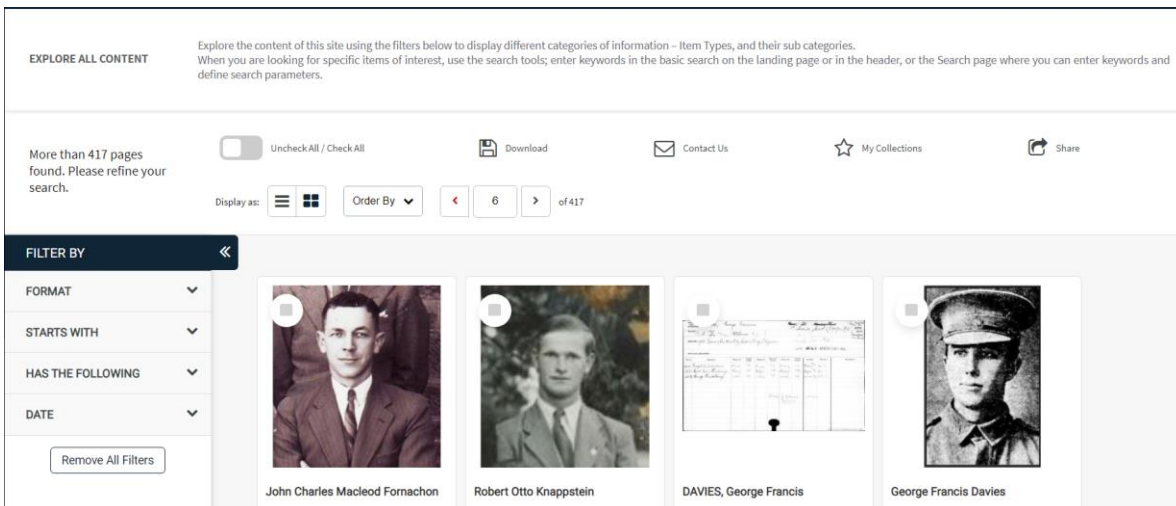 EXPLORE ALL CONTENT
Explore the content of this site using the filters below to display different categories of information – Item Types, and their sub categories.
When you are looking for specific items of interest, use the search tools; enter keywords in the basic search on the landing page or in the header, or the Search page where you can enter keywords and
define search parameters.
More than 417 pages
found. Please refine your
search.
Uncheck All / Check All
Download
Contact Us
My Collections
Share
Display as:
Order By
6
of 417
FILTER BY
FORMAT
STARTS WITH
HAS THE FOLLOWING
DATE
Remove All Filters
John Charles Macleod Fornachon
Robert Otto Knappstein
DAVIES, George Francis
George Francis Davies